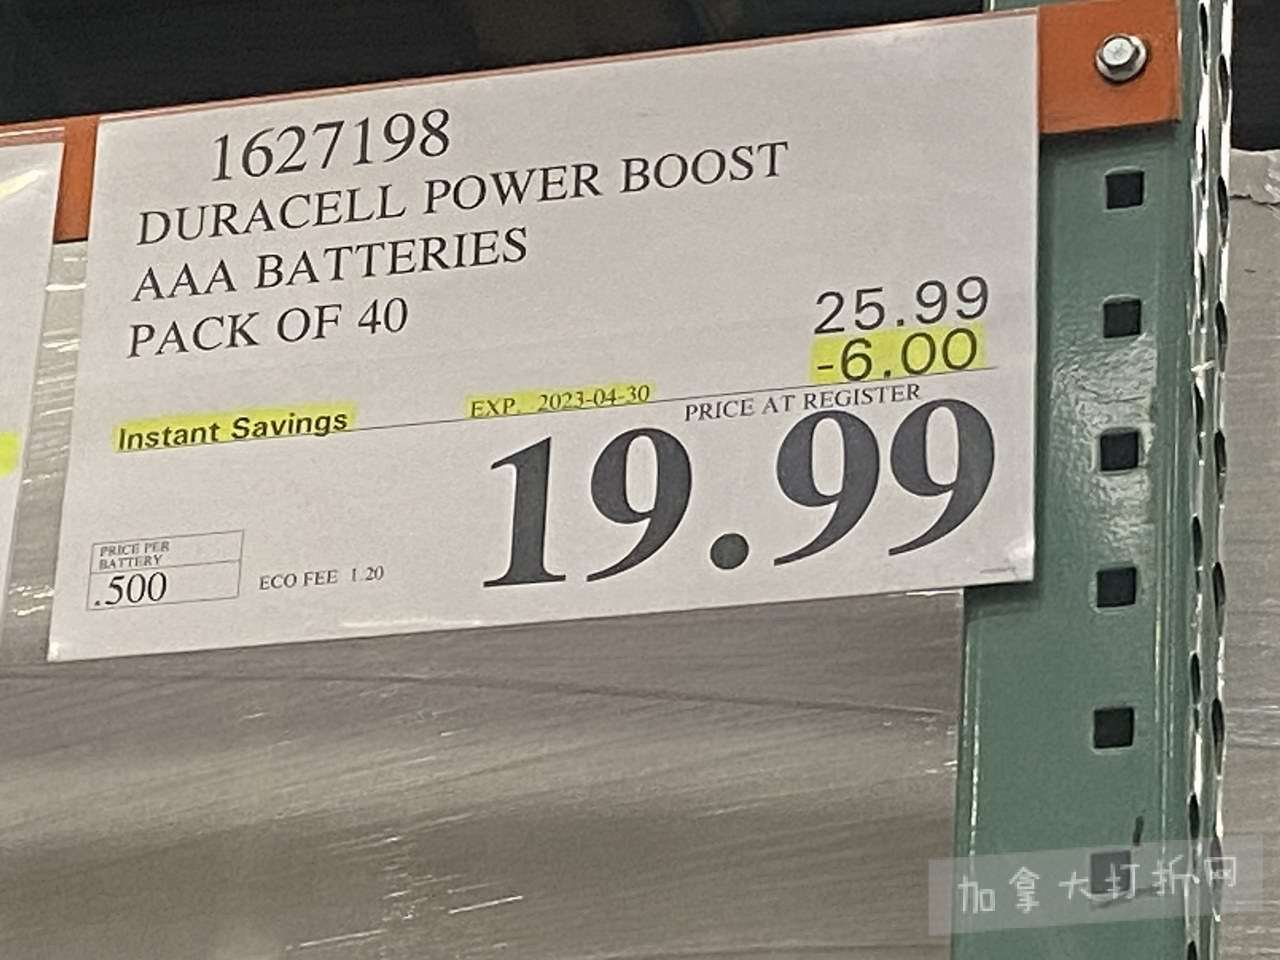 1627198
DURACELL POWER BOOST
AAA BATTERIES
PACK OF 40
25.99
-6.00
Instant Savings
EXP. 2023-04-30
PRICE AT REGISTER
19.99
PRICE PER
BATTERY
.500
ECO FEE 1.20
加拿大打折网